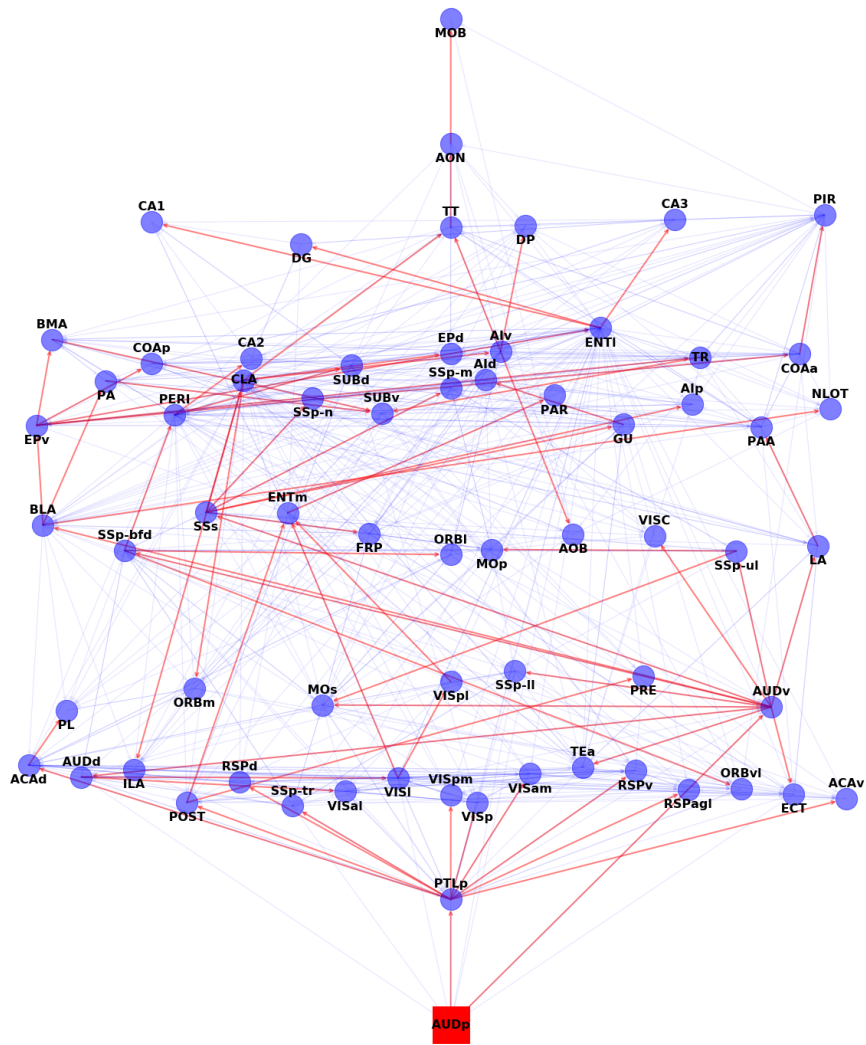 MOB
AON
CA1
TT
CA3
PIR
DG
DP
BMA
COAp
CA2
EPd
AIv
ENTl
TR
COAa
PA
PERI
CLA
SUBd
SSp-m
AId
AIp
NLOT
EPv
SSp-n
SUBv
PAR
GU
PAA
BLA
SSp-bfd
SSs
ENTm
FRP
ORBl
MOp
AOB
VISC
SSp-ul
LA
PL
ORBm
MOs
VISpl
SSp-ll
PRE
AUDv
ACAd
AUDd
ILA
RSPd
SSp-tr
VISal
VISl
VISpm
VISp
VISam
TEa
RSPv
RSPagl
ORBvl
ECT
ACAv
POST
PTLp
AUDp